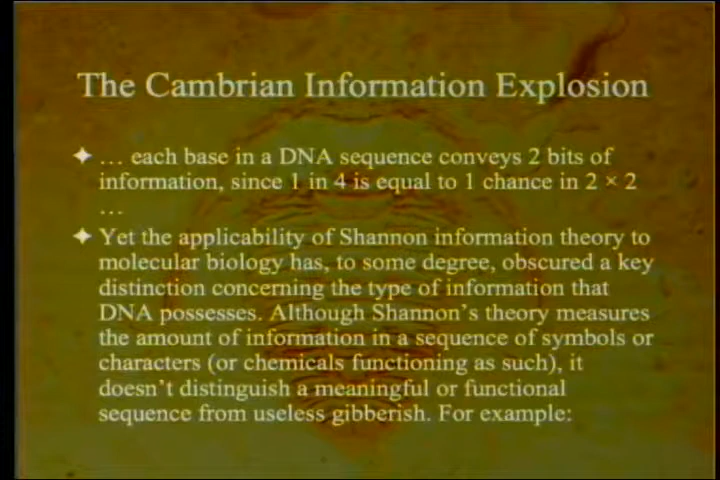 The Cambrian Information Explosion
✦ … each base in a DNA sequence conveys 2 bits of
information, since 1 in 4 is equal to 1 chance in 2 × 2
…
✦ Yet the applicability of Shannon information theory to
molecular biology has, to some degree, obscured a key
distinction concerning the type of information that
DNA possesses. Although Shannon's theory measures
the amount of information in a sequence of symbols or
characters (or chemicals functioning as such), it
doesn't distinguish a meaningful or functional
sequence from useless gibberish. For example: